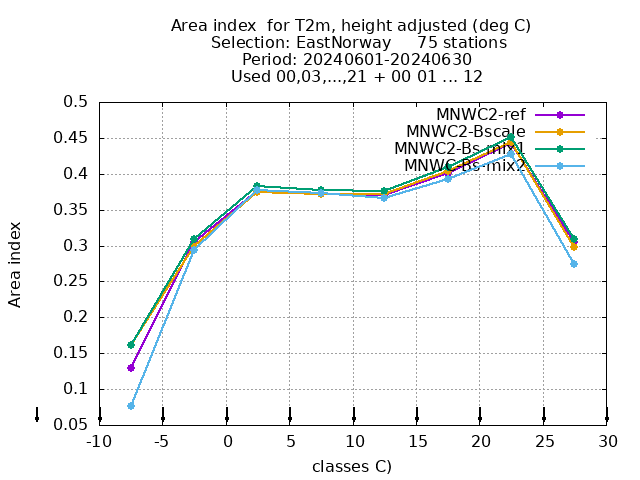 Area index  for T2m, height adjusted (deg C)
Selection: EastNorway     75 stations
Period: 20240601-20240630
Used 00,03,...,21 + 00 01 ... 12
MNWC2-ref
MNWC2-Bscale
MNWC2-Bs-mix1
MNWC-Bs-mix2
Area index
0.5
0.45
0.4
0.35
0.3
0.25
0.2
0.15
0.1
0.05
-10 -5 0 5 10 15 20 25 30
classes C)